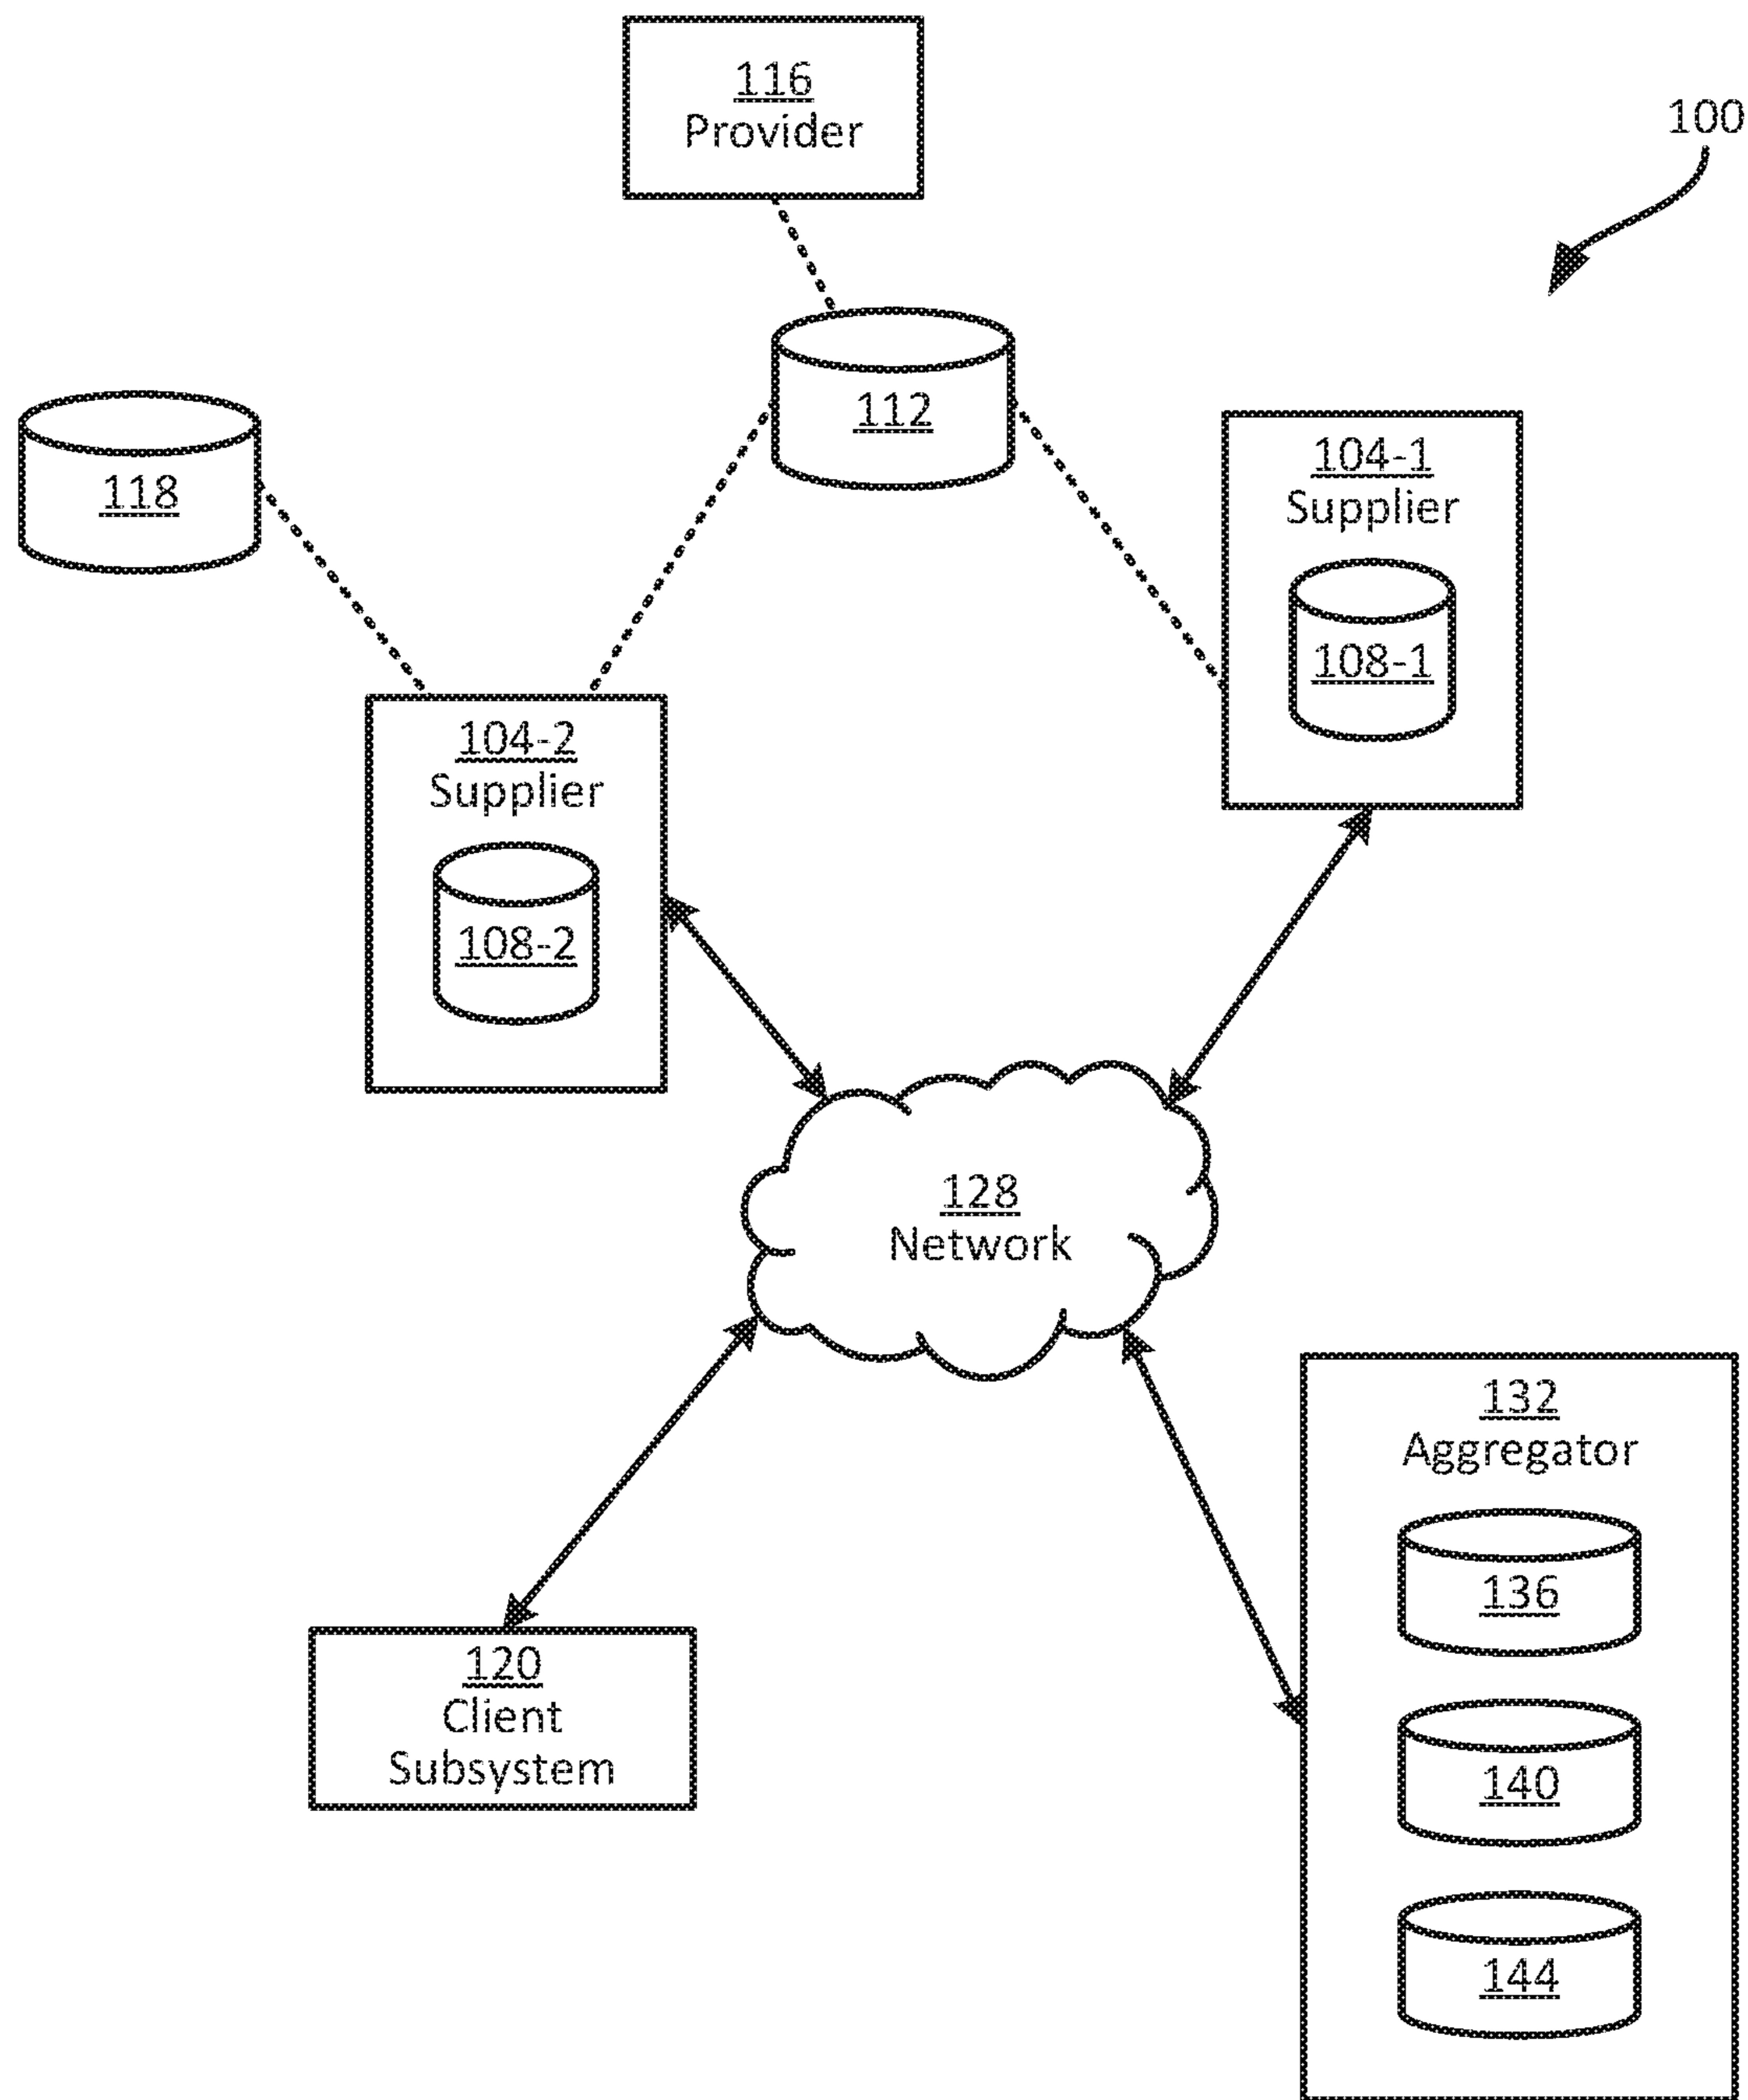 116
Provider
100
112
118
104-1
Supplier
108-1
104-2
Supplier
108-2
128
Network
132
Aggregator
136
120
Client
Subsystem
140
144